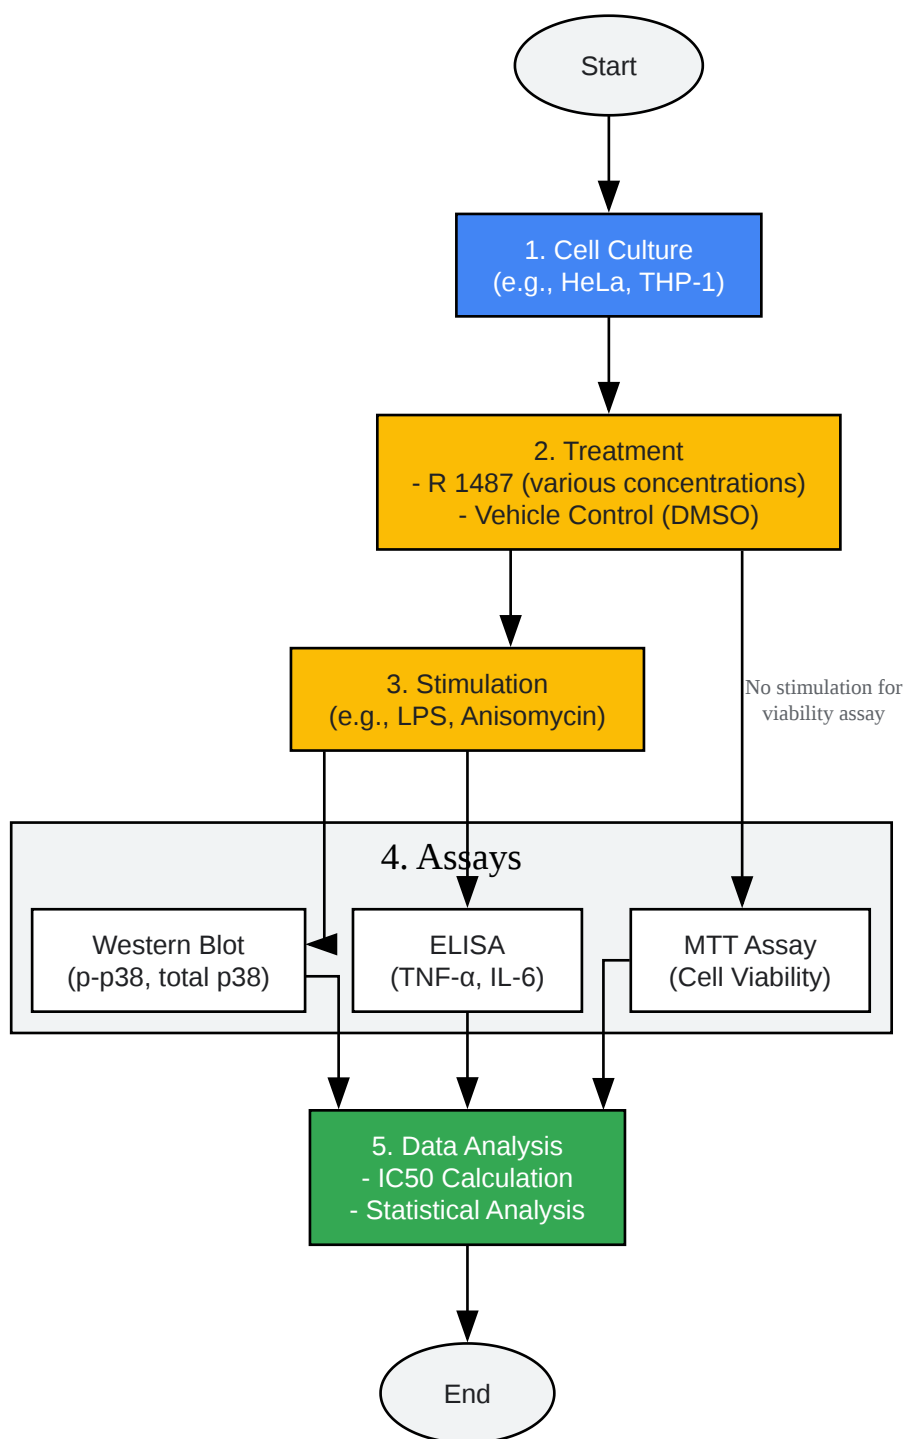 Start
1. Cell Culture
(e.g., HeLa, THP-1)
2. Treatment
- R 1487 (various concentrations)
- Vehicle Control (DMSO)
3. Stimulation
(e.g., LPS, Anisomycin)
No stimulation for
viability assay
4. Assays
Western Blot
(p-p38, total p38)
ELISA
(TNF-α, IL-6)
MTT Assay
(Cell Viability)
5. Data Analysis
- IC50 Calculation
- Statistical Analysis
End